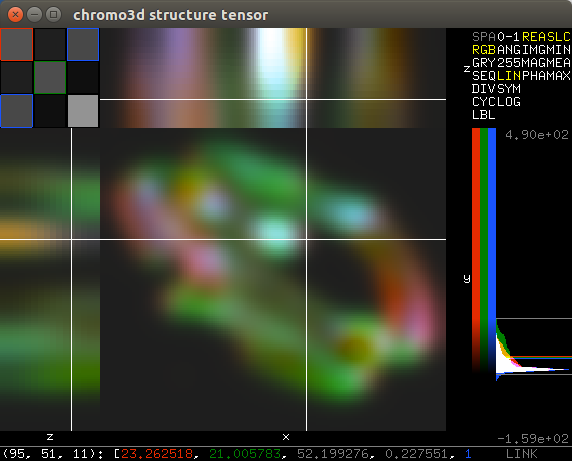 chromo3d structure tensor
SPA0-1REASLC
RGBANGIMGMIN
z GRY255MAGMEA
SEQLINPHAMAX
DIVSYM
CYCLOG
LBL
4.90e+02
y
-1.59e+02
z x
(95, 51, 11): [23.262518, 21.005783, 52.199276, 0.227551, 1 LINK